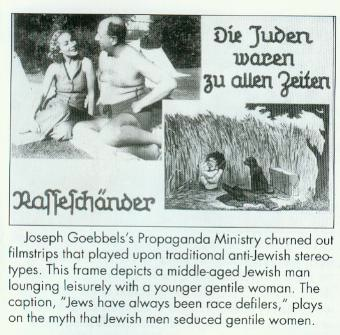 Die Juden
waren
zu allen Zeiten
Rasseschänder
Joseph Goebbels's Propaganda Ministry churned out
filmstrips that played upon traditional anti-Jewish stereo-
types. This frame depicts a middle-aged Jewish man
lounging leisurely with a younger gentile woman. The
caption, "Jews have always been race defilers," plays
on the myth that Jewish men seduced gentile women.